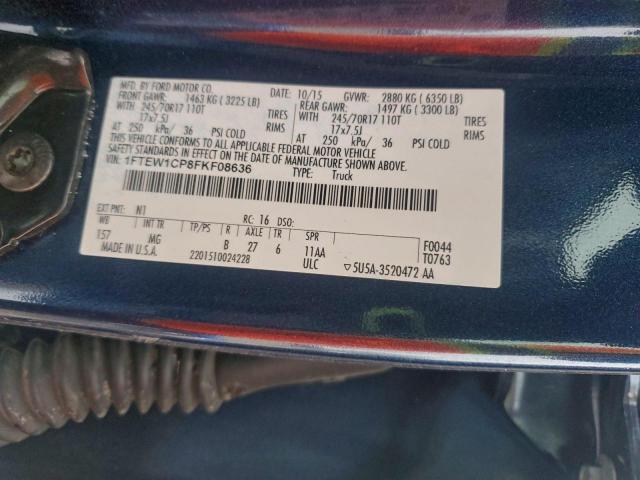 MFD. BY FORD MOTOR CO. 10/15 GVWR: 2880 KG ( 6350 LB)
FRONT GAWR: 1463 KG ( 3225 LB) REAR GAWR: 1497 KG ( 3300 LB)
WITH 245/70R17 110T TIRES WITH 245/70R17 110T TIRES
17x7.5J RIMS 17x7.5J RIMS
AT 250 kPa/ 36 PSI COLD AT 250 kPa/ 36 PSI COLD
THIS VEHICLE CONFORMS TO ALL APPLICABLE FEDERAL MOTOR VEHICLE
SAFETY STANDARDS IN EFFECT ON THE DATE OF MANUFACTURE SHOWN ABOVE.
1FTEW1CP8FKF08636 TYPE: Truck
EXT PNT: N1 RC: 16 DSO:
WB INT TR TP/PS R AXLE TR SPR F0044
157 MG B 27 6 11AA T0763
MADE IN U.S.A. 2201510024228 ULC ▽5U5A-3520472 AA